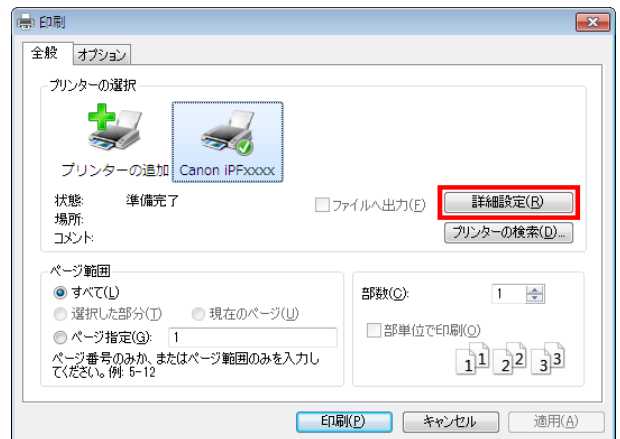 印刷
全般 オプション
プリンターの選択
プリンターの追加 Canon iPFxxxx
状態: 準備完了
ファイルへ出力(F) 詳細設定(R)
場所:
コメント: プリンターの検索(D)...
ページ範囲
すべて(L)
選択した部分(T) 現在のページ(U)
ページ指定(G): 1
ページ番号のみか、またはページ範囲のみを入力し
てください。例: 5-12
部数(C): 1
部単位で印刷(O)
1 1 2 2 3 3
印刷(P) キャンセル 適用(A)